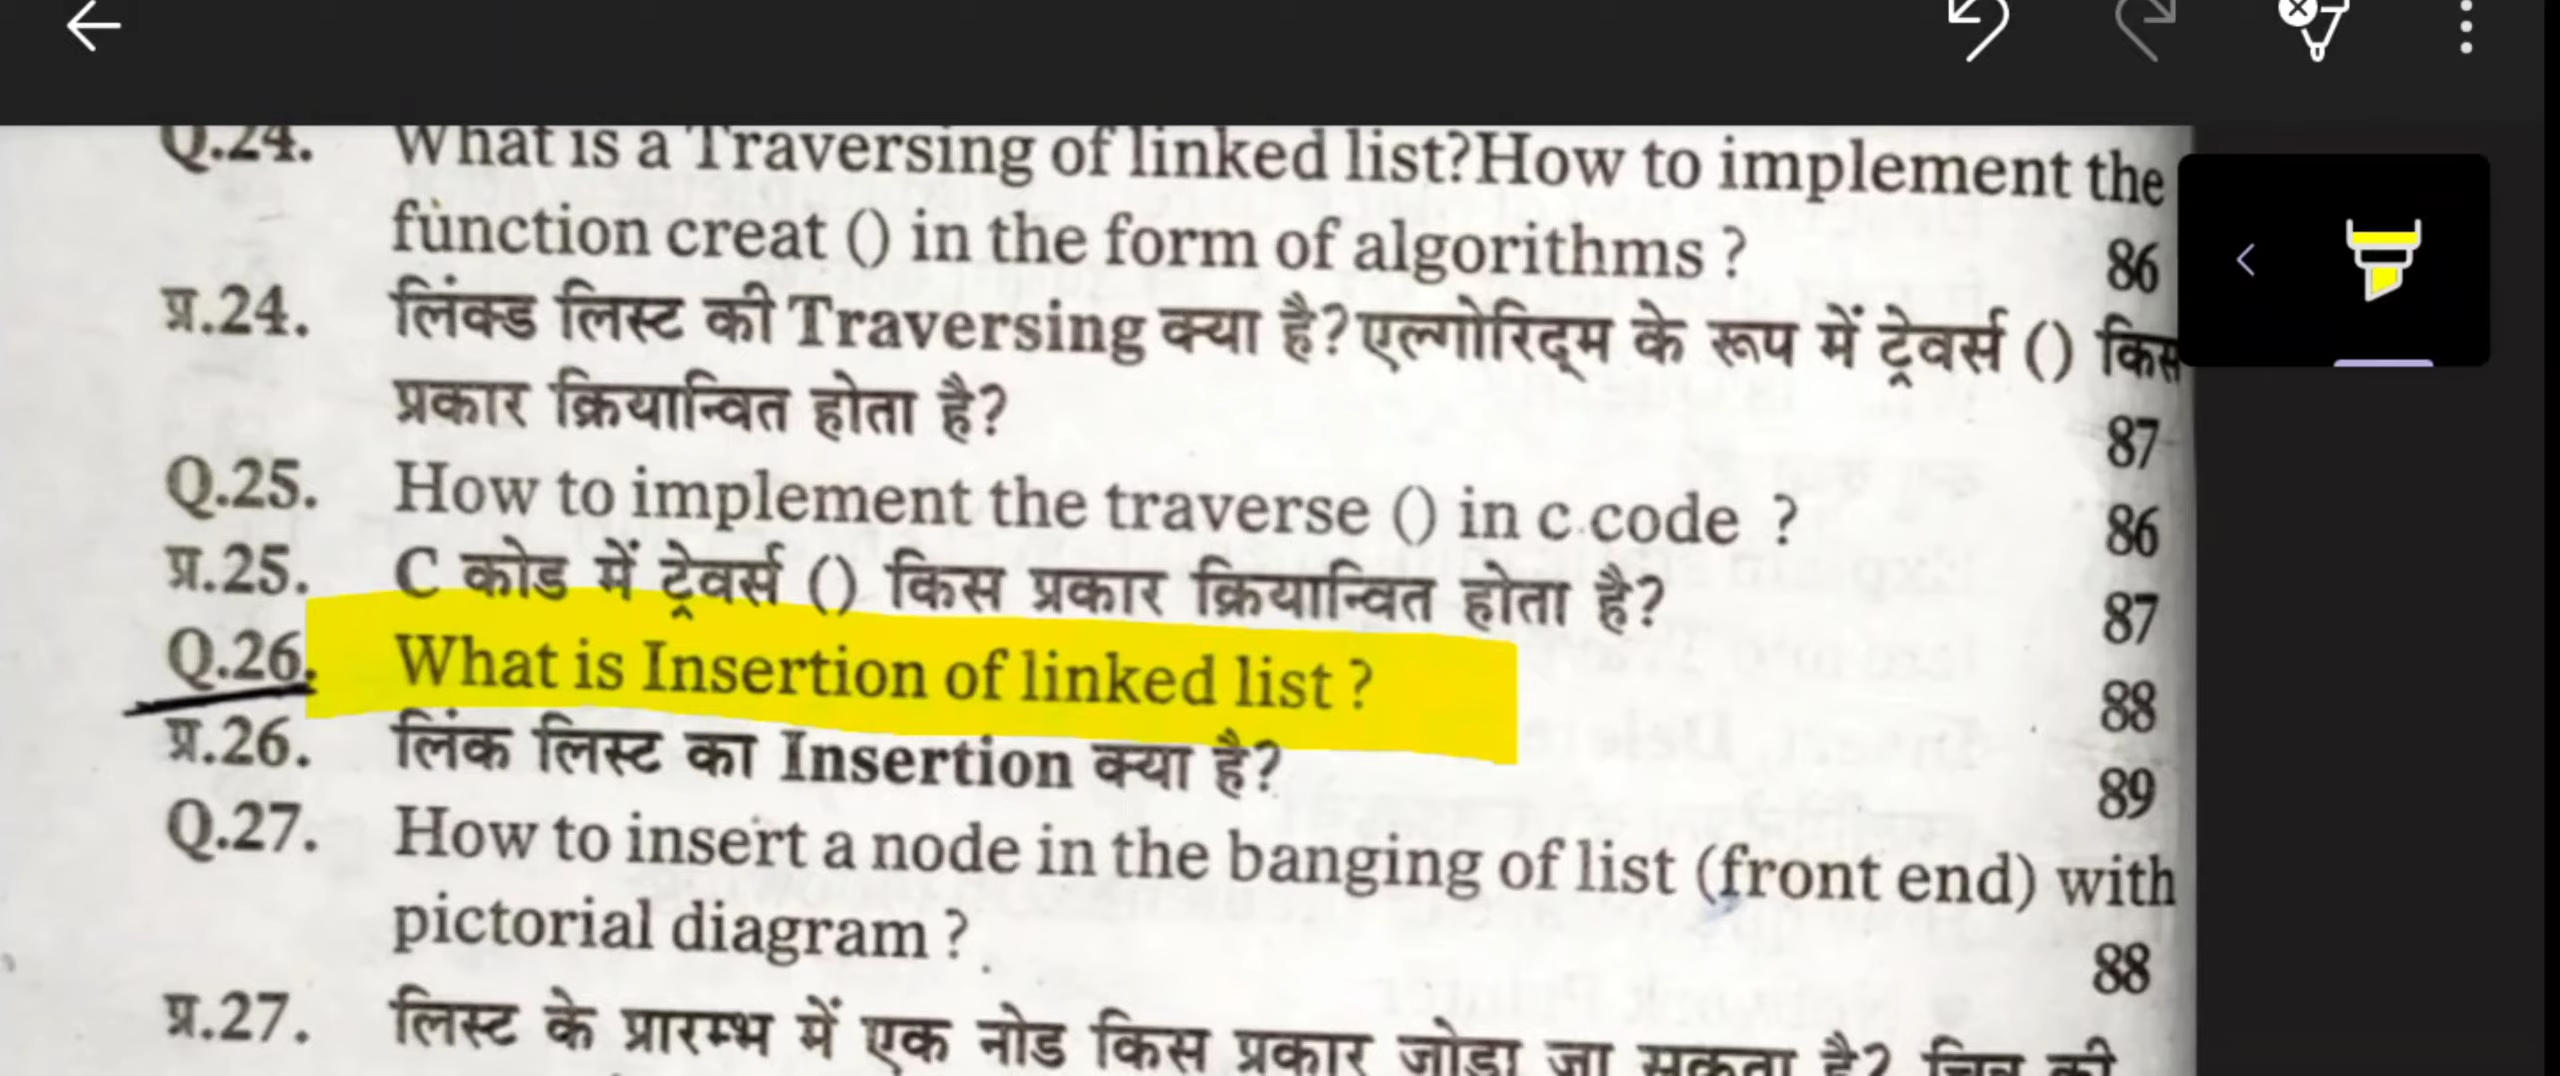 Q.24. What is a Traversing of linked list?How to implement the
function creat () in the form of algorithms ? 86
प्र.24. लिंक्ड लिस्ट की Traversing क्या है?एल्गोरिद्म के रूप में ट्रेवर्स () किस
प्रकार क्रियान्वित होता है? 87
Q.25. How to implement the traverse () in c code ? 86
प्र.25. C कोड में ट्रेवर्स () किस प्रकार क्रियान्वित होता है? 87
Q.26. What is Insertion of linked list ? 88
प्र.26. लिंक लिस्ट का Insertion क्या है? 89
Q.27. How to insert a node in the banging of list (front end) with
pictorial diagram ? 88
प्र.27. लिस्ट के प्रारम्भ में एक नोड किस प्रकार जोड़ा जा सकता है? चित्र की